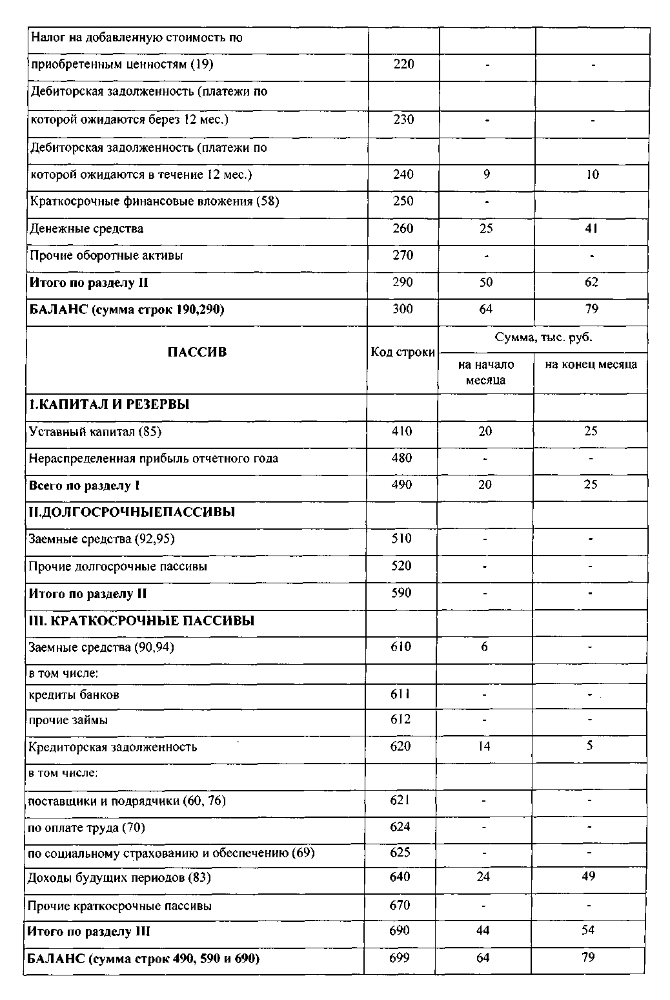 Налог на добавленную стоимость по
приобретенным ценностям (19) 220 - -
Дебиторская задолженность (платежи по
которой ожидаются берез 12 мес.) 230 - -
Дебиторская задолженность (платежи по
которой ожидаются в течение 12 мес.) 240 9 10
Краткосрочные финансовые вложения (58) 250 -
Денежные средства 260 25 41
Прочие оборотные активы 270 - -
Итого по разделу II 290 50 62
БАЛАНС (сумма строк 190,290) 300 64 79
ПАССИВ Код строки Сумма, тыс. руб.
на начало месяца на конец месяца
I.КАПИТАЛ И РЕЗЕРВЫ
Уставный капитал (85) 410 20 25
Нераспределенная прибыль отчетного года 480 - -
Всего по разделу I 490 20 25
II.ДОЛГОСРОЧНЫЕПАССИВЫ
Заемные средства (92,95) 510 - -
Прочие долгосрочные пассивы 520 - -
Итого по разделу II 590 - -
III. КРАТКОСРОЧНЫЕ ПАССИВЫ
Заемные средства (90,94) 610 6 -
в том числе:
кредиты банков 611 - -
прочие займы 612 - -
Кредиторская задолженность 620 14 5
в том числе:
поставщики и подрядчики (60, 76) 621 - -
по оплате труда (70) 624 - -
по социальному страхованию и обеспечению (69) 625 - -
Доходы будущих периодов (83) 640 24 49
Прочие краткосрочные пассивы 670 - -
Итого по разделу III 690 44 54
БАЛАНС (сумма строк 490, 590 и 690) 699 64 79